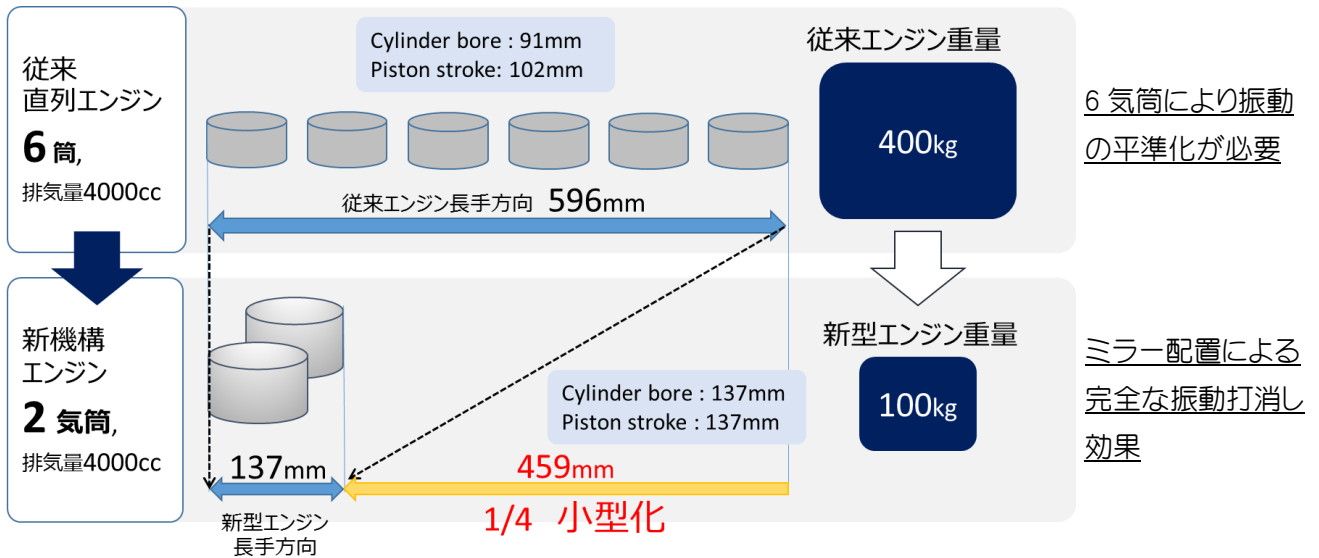 従来
直列エンジン
6 筒,
排気量4000cc
Cylinder bore : 91mm
Piston stroke: 102mm
従来エンジン長手方向 596mm
従来エンジン重量
400kg
6 気筒により振動
の平準化が必要
新機構
エンジン
2 気筒,
排気量4000cc
137mm
新型エンジン
長手方向
Cylinder bore : 137mm
Piston stroke : 137mm
459mm
1/4 小型化
新型エンジン重量
100kg
ミラー配置による
完全な振動打消し
効果